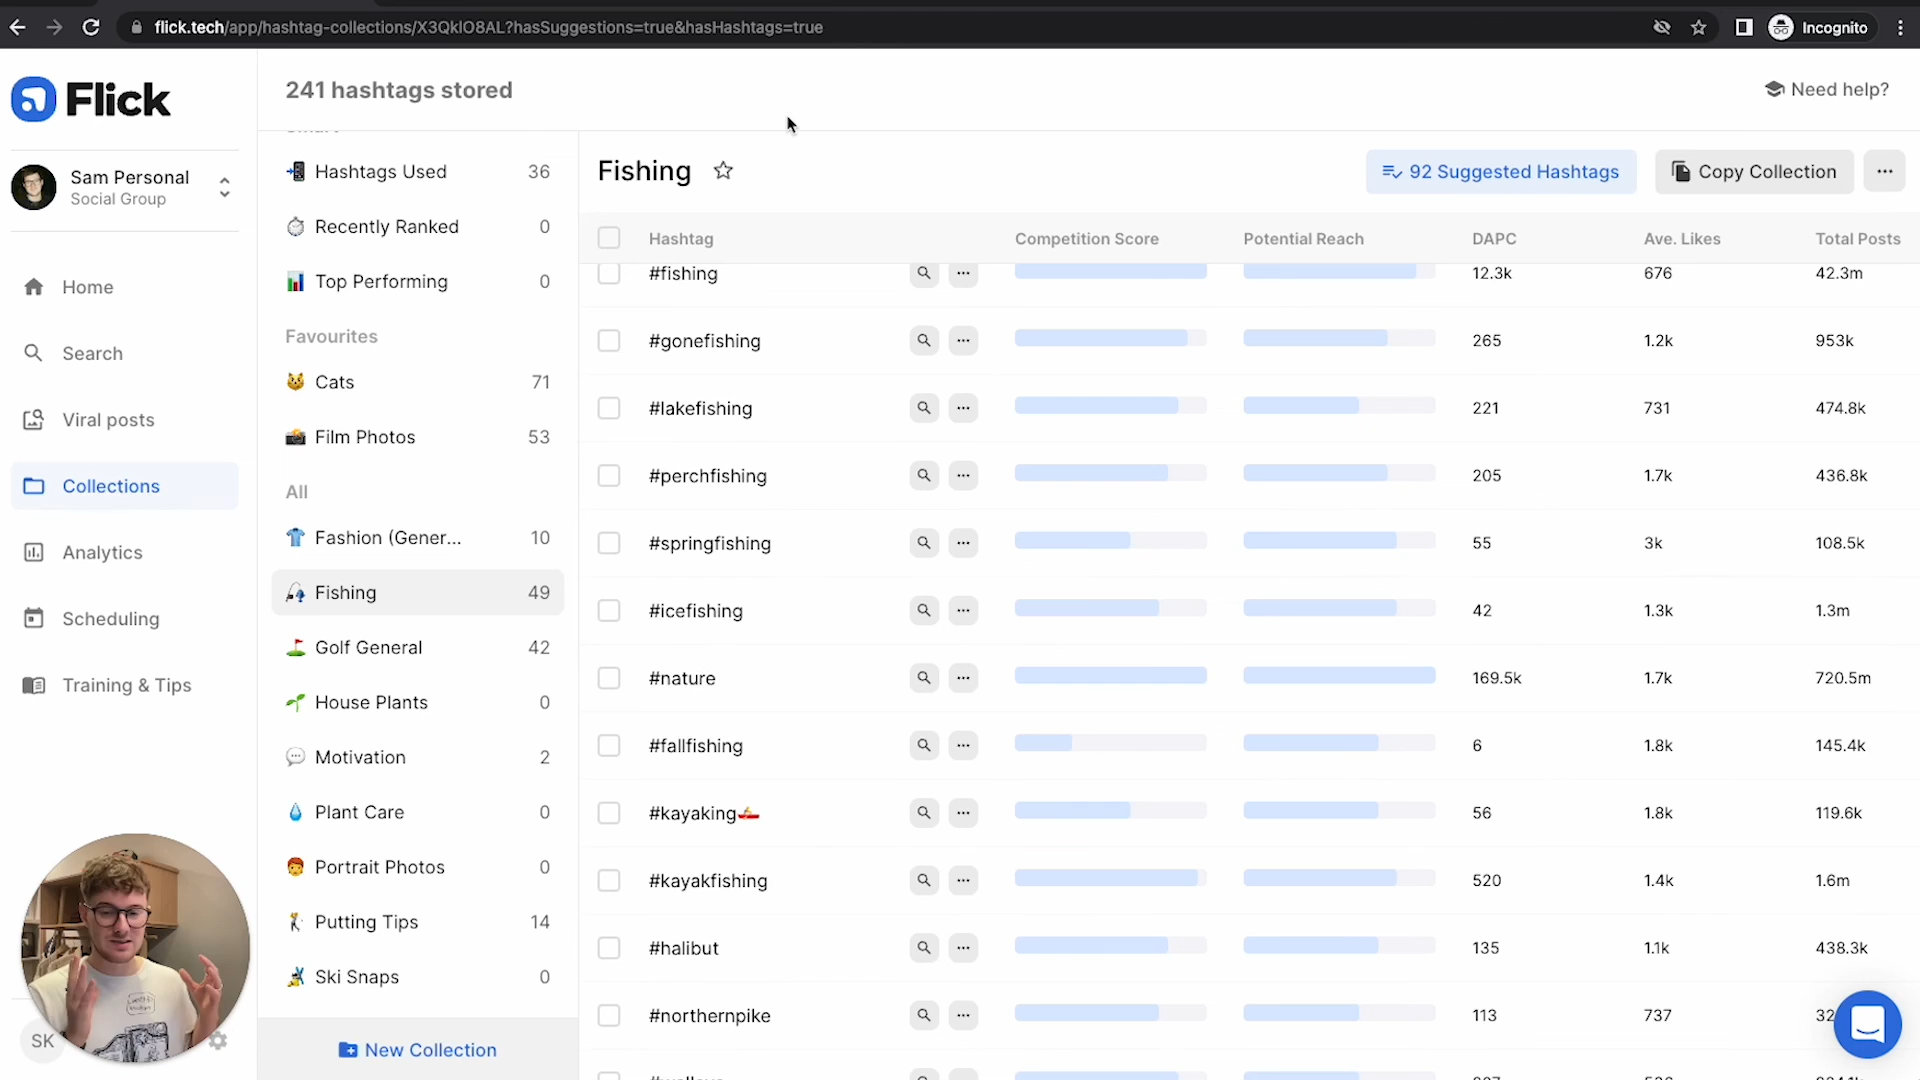 flick.tech/app/hashtag-collections/X3QkIO8AL?hasSuggestions=true&hasHashtags=true
Incognito
Flick
Sam Personal
Social Group
Home
Search
Viral posts
Collections
Analytics
Scheduling
Training & Tips
SK
241 hashtags stored
Need help?
Hashtags Used 36
Recently Ranked 0
Top Performing 0
Favourites
Cats 71
Film Photos 53
All
Fashion (Gener... 10
Fishing 49
Golf General 42
House Plants 0
Motivation 2
Plant Care 0
Portrait Photos 0
Putting Tips 14
Ski Snaps 0
New Collection
Fishing
92 Suggested Hashtags
Copy Collection
Hashtag Competition Score Potential Reach DAPC Ave. Likes Total Posts
#fishing 12.3k 676 42.3m
#gonefishing 265 1.2k 953k
#lakefishing 221 731 474.8k
#perchfishing 205 1.7k 436.8k
#springfishing 55 3k 108.5k
#icefishing 42 1.3k 1.3m
#nature 169.5k 1.7k 720.5m
#fallfishing 6 1.8k 145.4k
#kayaking🚣 56 1.8k 119.6k
#kayakfishing 520 1.4k 1.6m
#halibut 135 1.1k 438.3k
#northernpike 113 737